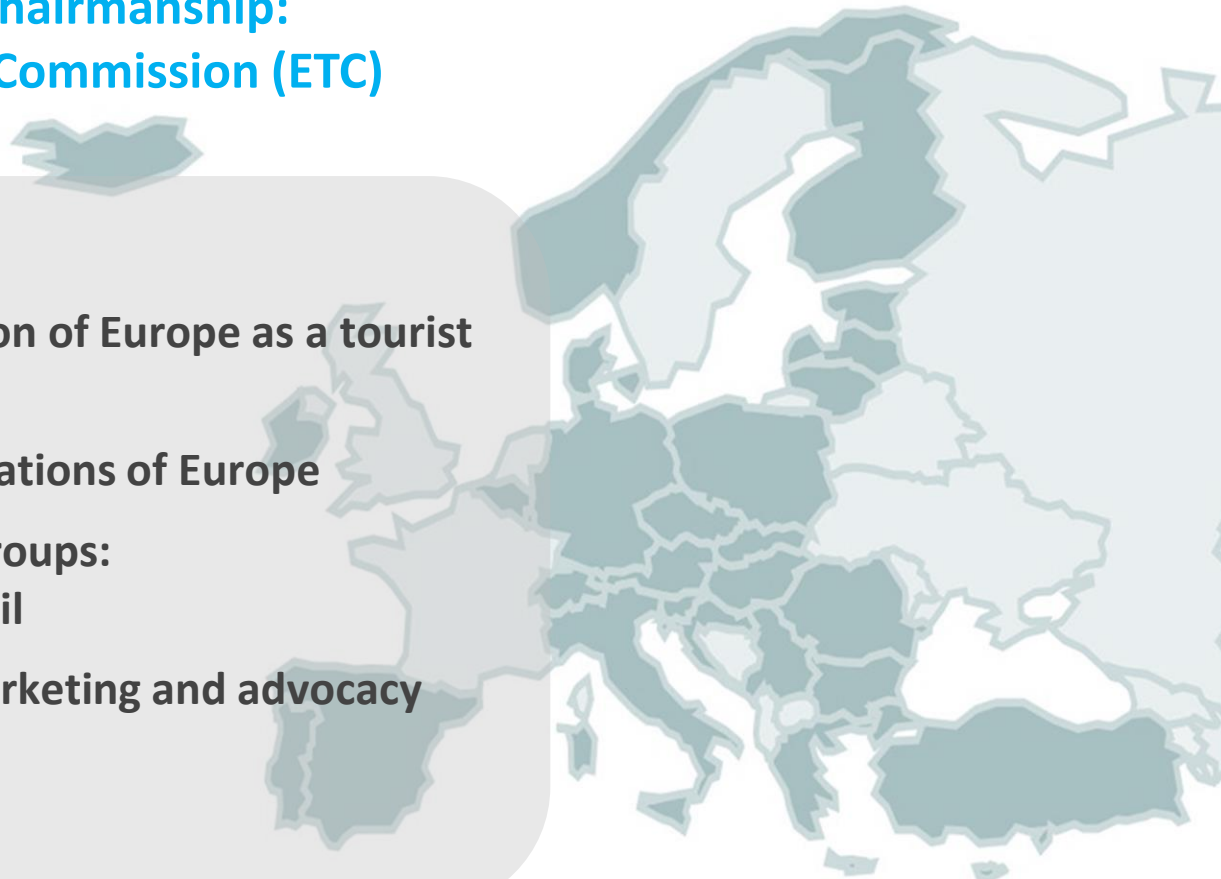 hairmanship:
Commission (ETC)
on of Europe as a tourist
ations of Europe
roups:
il
rketing and advocacy